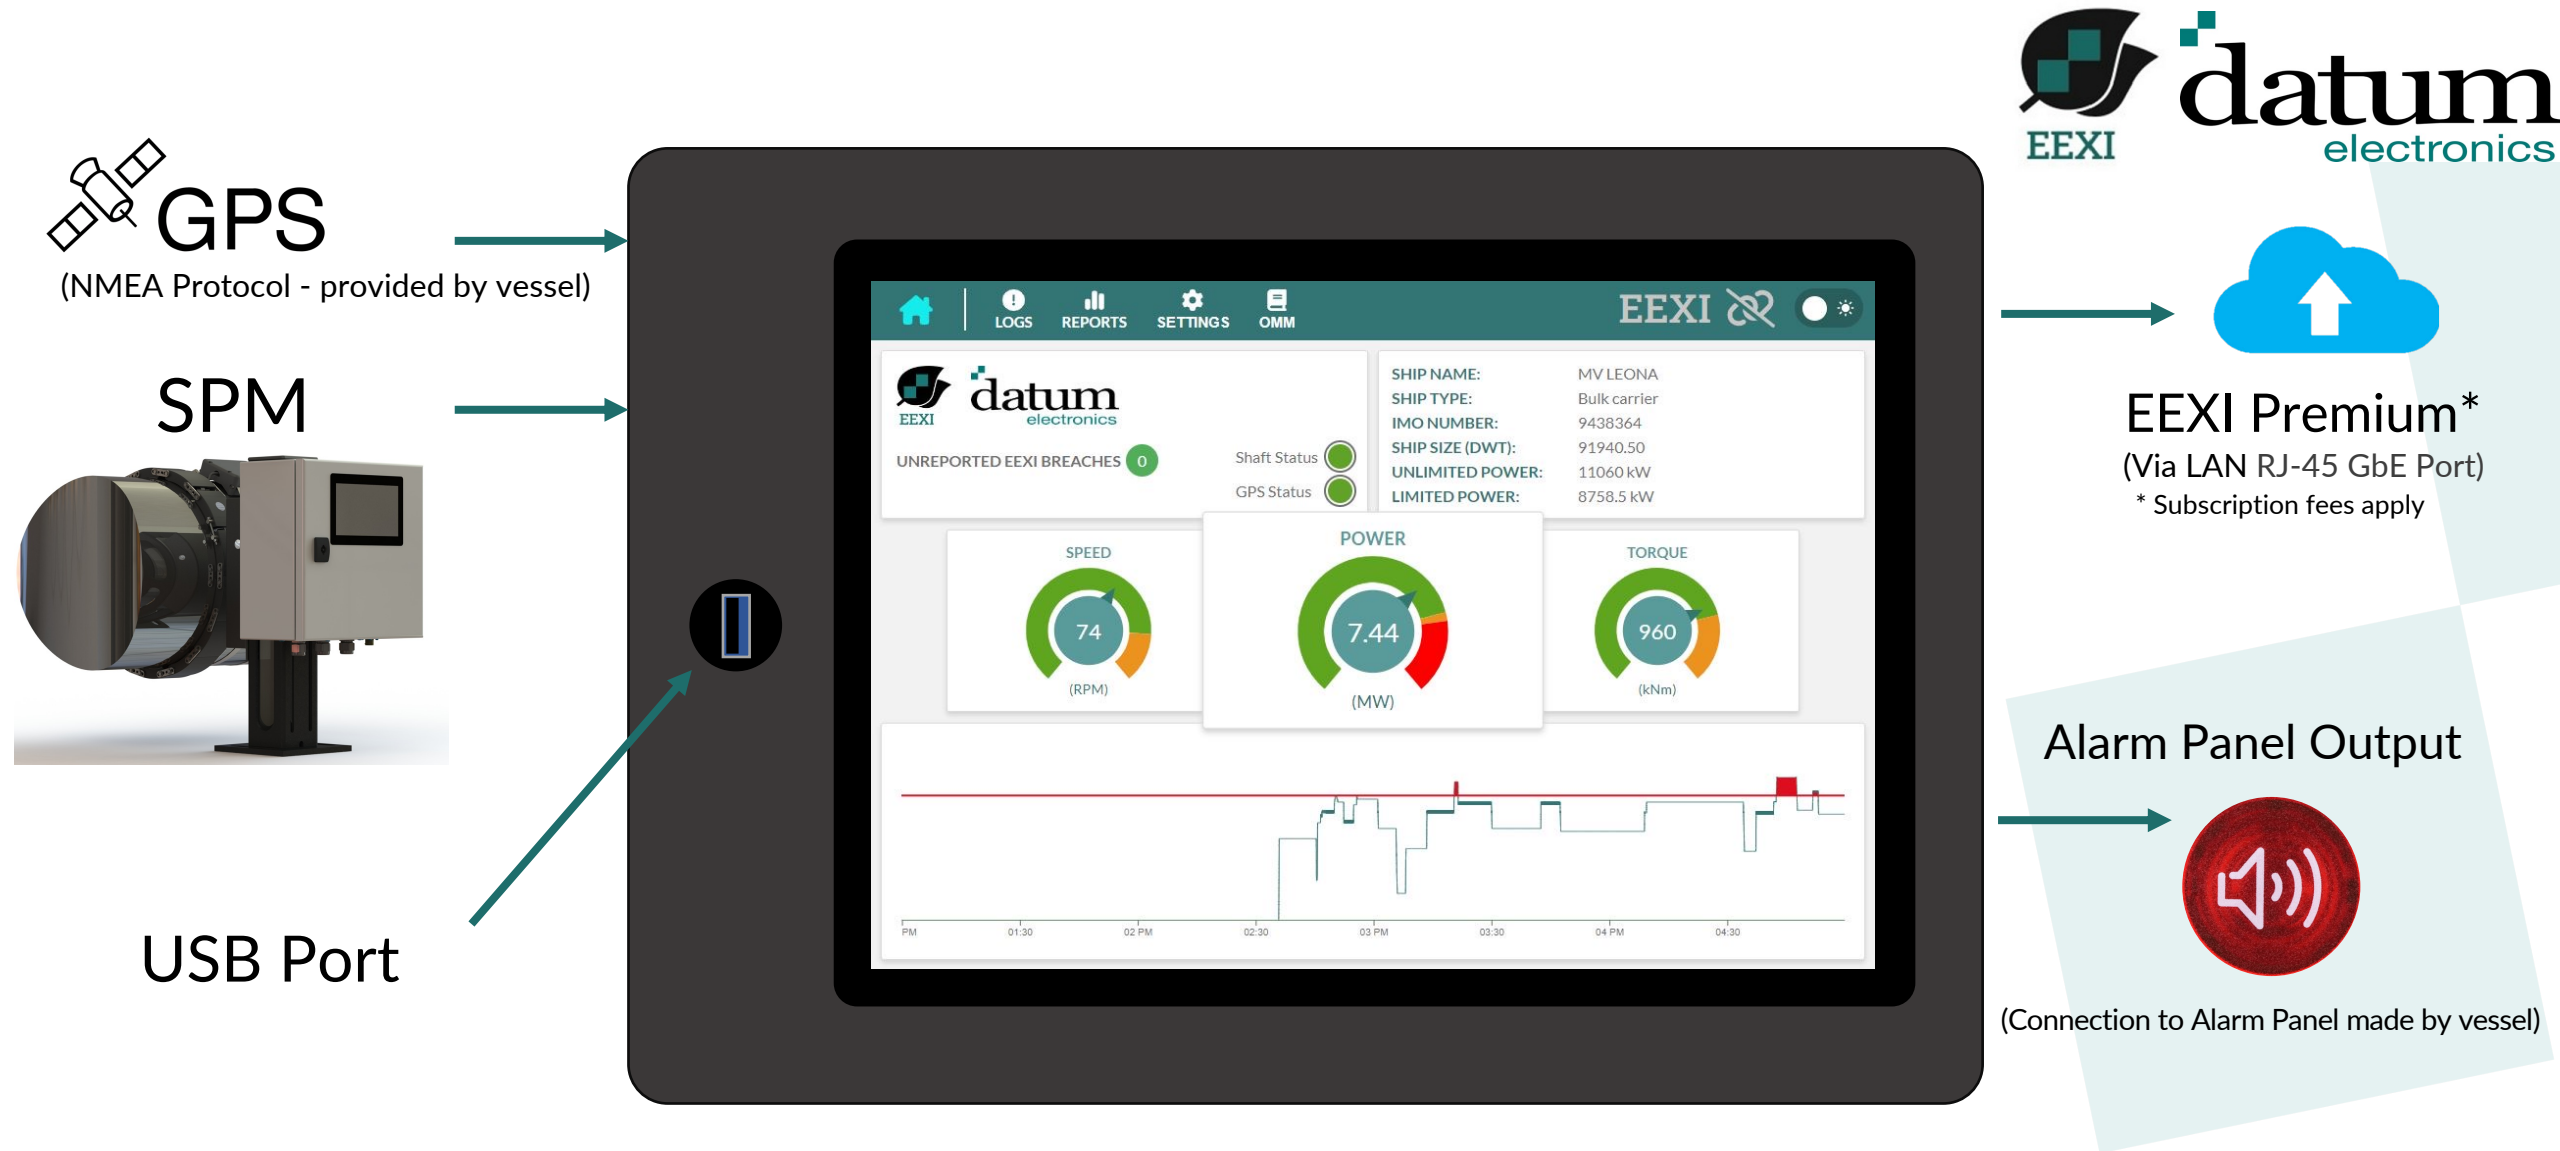 EEXI
datum
electronics
GPS
(NMEA Protocol - provided by vessel)
SPM
USB Port
LOGS
REPORTS
SETTINGS
OMM
EEXI
EEXI
datum
electronics
UNREPORTED EEXI BREACHES 0
Shaft Status
GPS Status
SHIP NAME: MV LEONA
SHIP TYPE: Bulk carrier
IMO NUMBER: 9438364
SHIP SIZE (DWT): 91940.50
UNLIMITED POWER: 11060 kW
LIMITED POWER: 8758.5 kW
SPEED
74
(RPM)
POWER
7.44
(MW)
TORQUE
960
(kNm)
PM 01:30 02 PM 02:30 03 PM 03:30 04 PM 04:30
EEXI Premium*
(Via LAN RJ-45 GbE Port)
* Subscription fees apply
Alarm Panel Output
(Connection to Alarm Panel made by vessel)